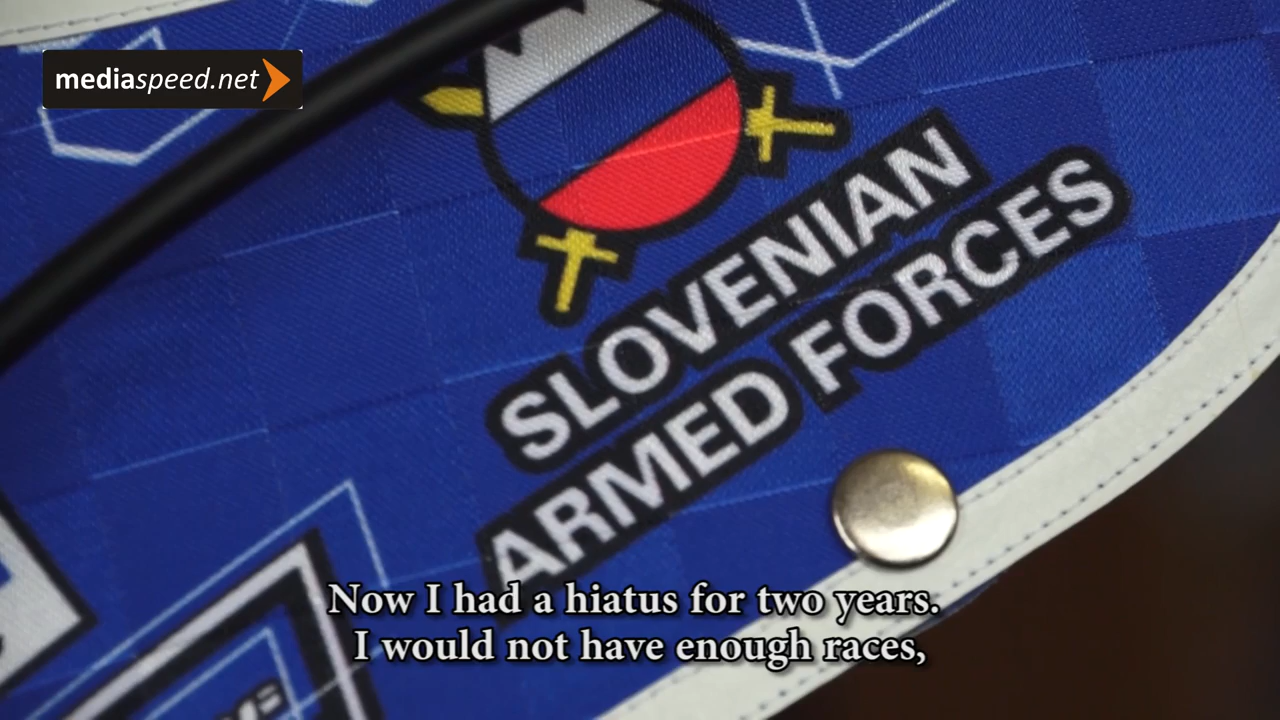 mediaspeed.net
SLOVENIAN
ARMED FORCES
Now I had a hiatus for two years.
I would not have enough races,